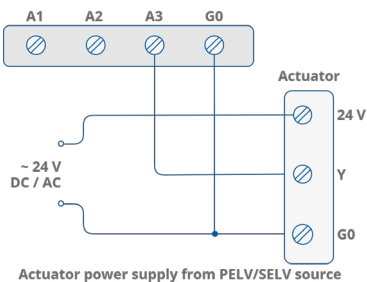 A1 A2 A3 G0
Actuator
24 V
~ 24 V
DC / AC
Y
G0
Actuator power supply from PELV/SELV source